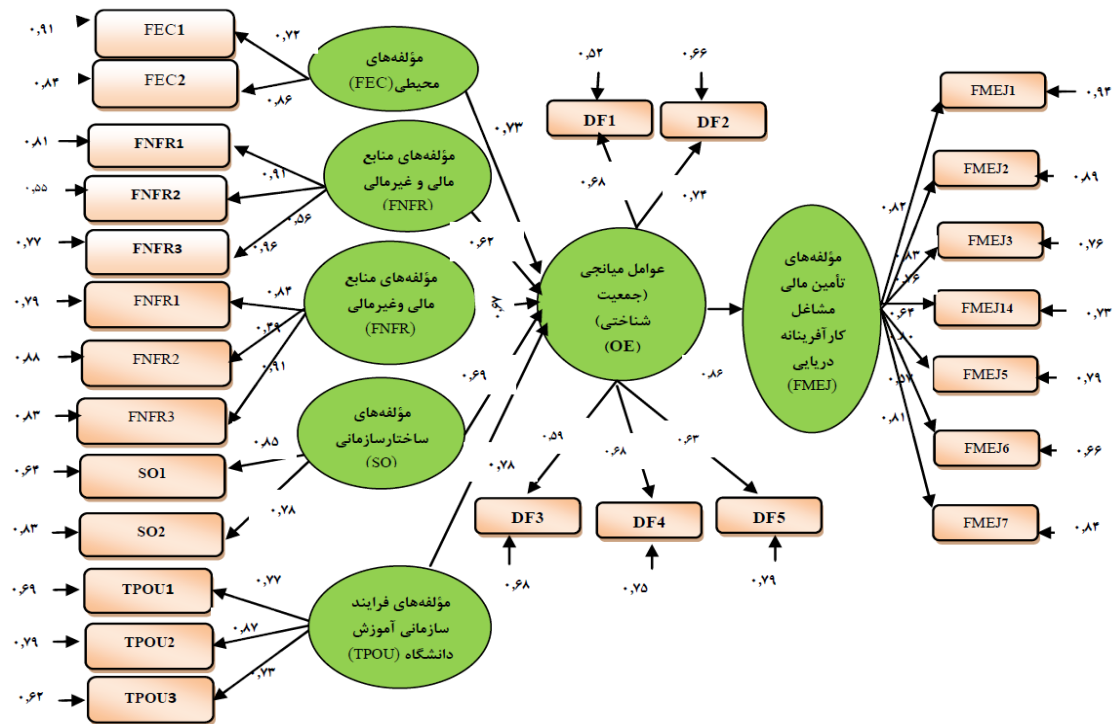 ۰,۹۱
FEC1
۰,۷۲
مؤلفه‌های
محیطی(FEC)
۰,۸۴
FEC2
۰,۸۶
۰,۷۳
۰,۸۱
FNFR1
۰,۹۱
مؤلفه‌های منابع
مالی و غیرمالی
(FNFR)
۰,۵۵
FNFR2
۰,۵۶
۰,۶۲
۰,۷۷
FNFR3
۰,۹۶
۰,۷۹
FNFR1
۰,۸۴
مؤلفه‌های منابع
مالی وغیرمالی
(FNFR)
۰,۸۸
FNFR2
۰,۴۹
۰,۸۳
FNFR3
۰,۹۱
۰,۶۹
مؤلفه‌های
ساختارسازمانی
(SO)
۰,۶۴
SO1
۰,۸۵
۰,۸۳
SO2
۰,۷۸
۰,۷۸
۰,۶۹
TPOU1
۰,۷۷
مؤلفه‌های فرایند
سازمانی آموزش
دانشگاه (TPOU)
۰,۷۹
TPOU2
۰,۸۷
۰,۶۲
TPOU3
۰,۷۳
۰,۵۲
۰,۶۶
DF1
DF2
۰,۶۸
۰,۷۴
عوامل میانجی
(جمعیت
شناختی)
(OE)
۰,۸۶
۰,۵۹
۰,۶۸
۰,۶۳
DF3
DF4
DF5
۰,۶۸
۰,۷۵
۰,۷۹
مؤلفه‌های
تأمین مالی
مشاغل
کارآفرینانه
دریایی
(FMEJ)
FMEJ1
۰,۹۴
۰,۸۲
FMEJ2
۰,۸۹
۰,۸۳
FMEJ3
۰,۷۶
FMEJ14
۰,۷۳
۰,۶۴
FMEJ5
۰,۷۹
FMEJ6
۰,۶۶
۰,۵۷
FMEJ7
۰,۸۴
۰,۸۱